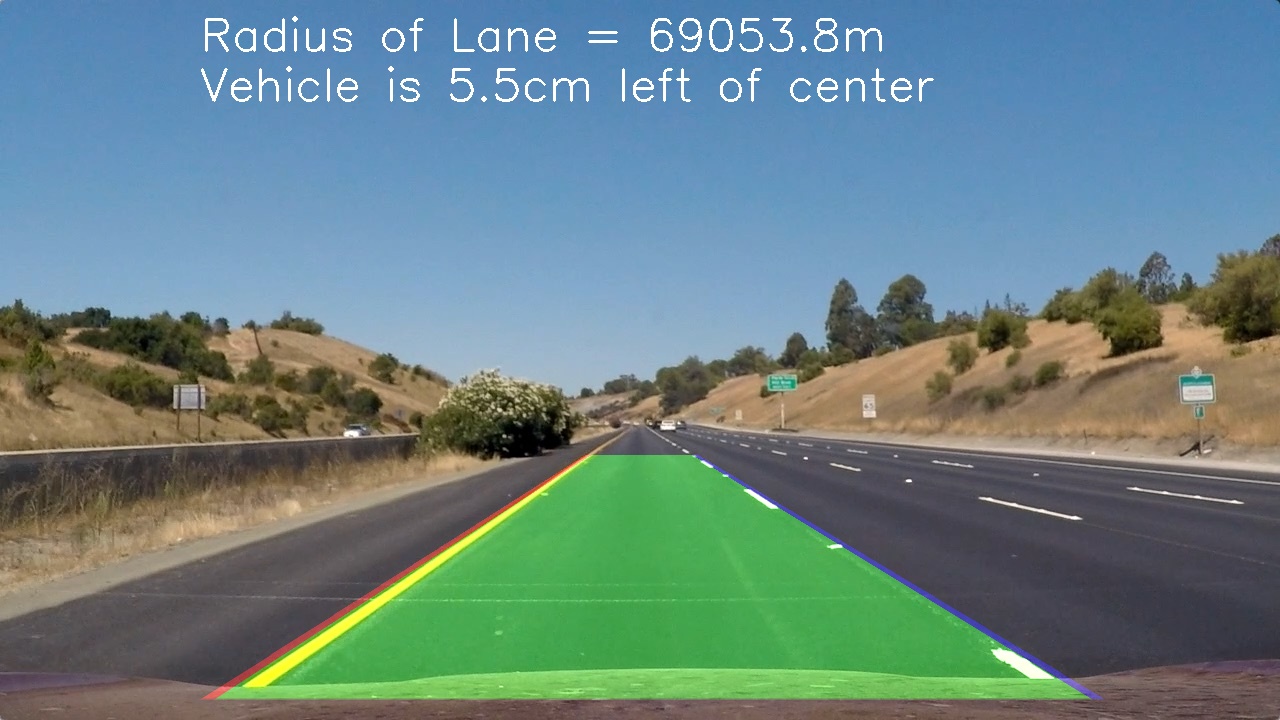 Radius of Lane = 69053.8m
Vehicle is 5.5cm left of center